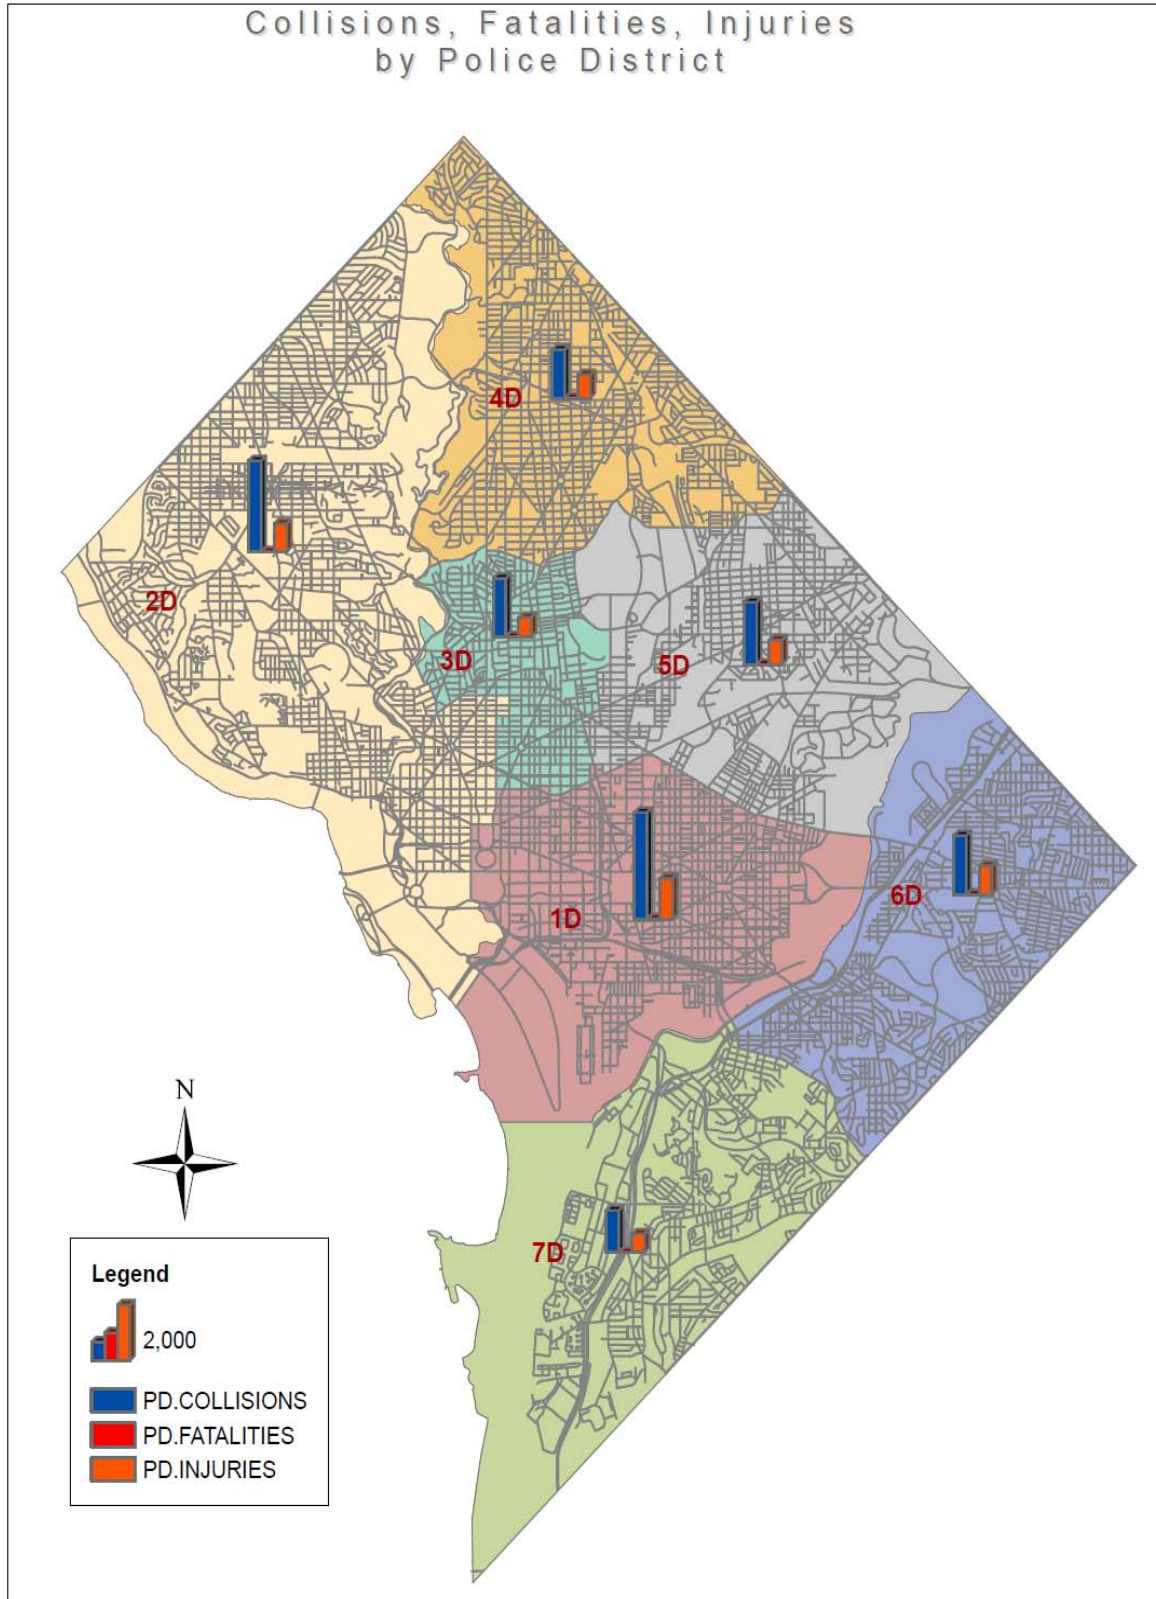 Collisions, Fatalities, Injuries
by Police District
4D
2D
3D
5D
6D
1D
N
7D
Legend
2,000
PD.COLLISIONS
PD.FATALITIES
PD.INJURIES